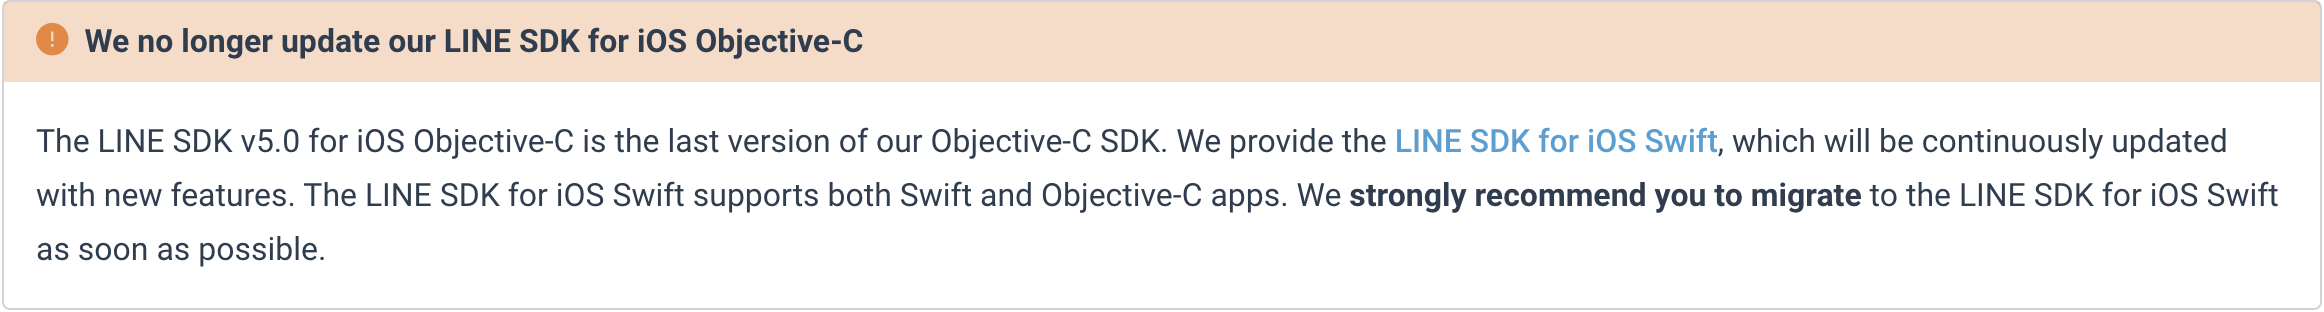 We no longer update our LINE SDK for iOS Objective-C
The LINE SDK v5.0 for iOS Objective-C is the last version of our Objective-C SDK. We provide the LINE SDK for iOS Swift, which will be continuously updated
with new features. The LINE SDK for iOS Swift supports both Swift and Objective-C apps. We strongly recommend you to migrate to the LINE SDK for iOS Swift
as soon as possible.